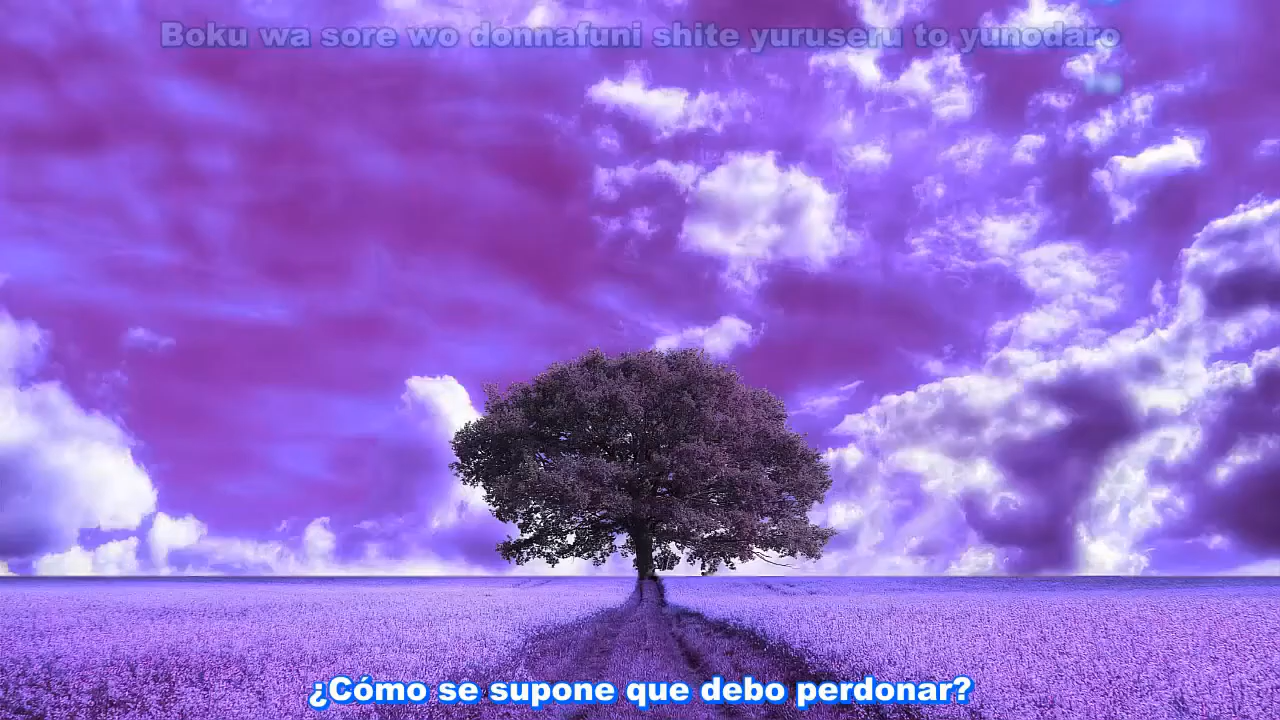 Boku wa sore wo donnafuni shite yuruseru to yunodaro
¿Cómo se supone que debo perdonar?